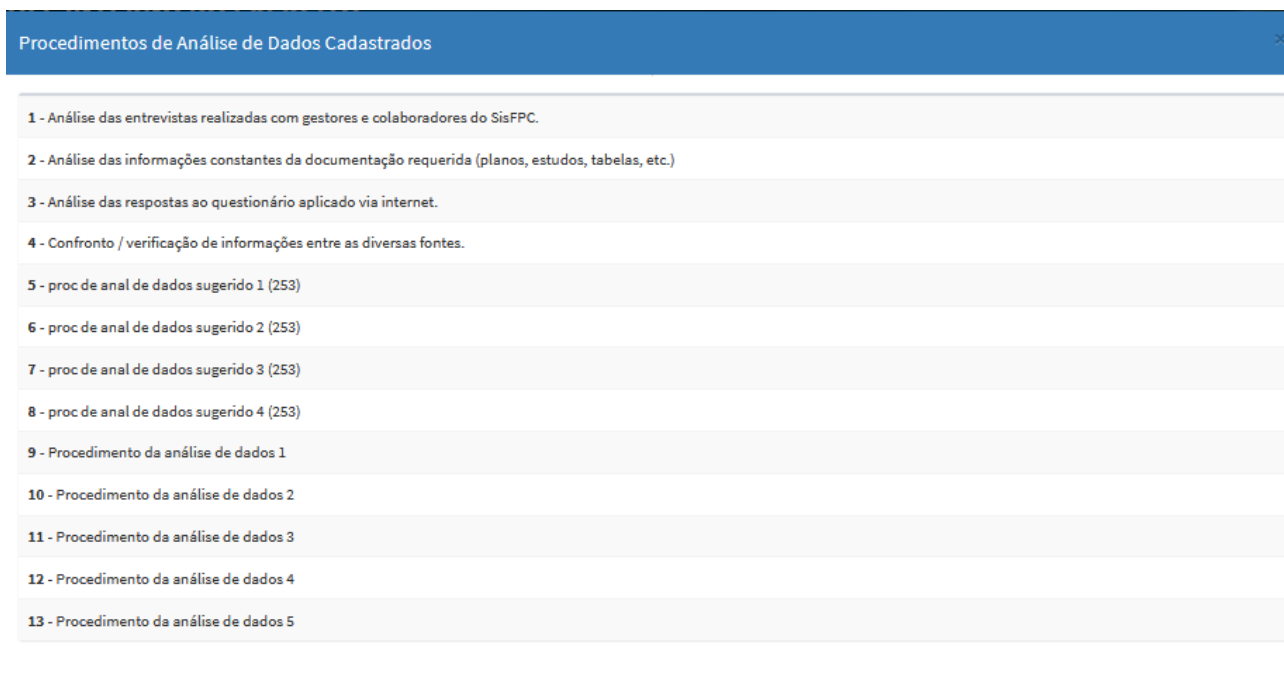 Procedimentos de Análise de Dados Cadastrados
1 - Análise das entrevistas realizadas com gestores e colaboradores do SisFPC.
2 - Análise das informações constantes da documentação requerida (planos, estudos, tabelas, etc.)
3 - Análise das respostas ao questionário aplicado via internet.
4 - Confronto / verificação de informações entre as diversas fontes.
5 - proc de anal de dados sugerido 1 (253)
6 - proc de anal de dados sugerido 2 (253)
7 - proc de anal de dados sugerido 3 (253)
8 - proc de anal de dados sugerido 4 (253)
9 - Procedimento da análise de dados 1
10 - Procedimento da análise de dados 2
11 - Procedimento da análise de dados 3
12 - Procedimento da análise de dados 4
13 - Procedimento da análise de dados 5